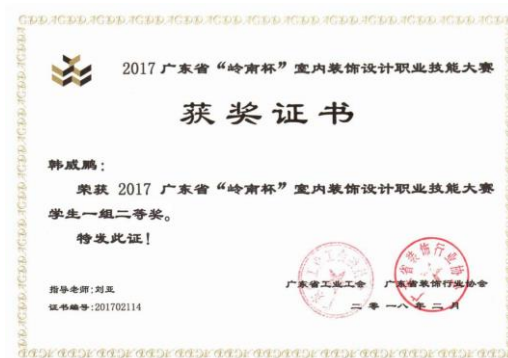 2017 广东省“岭南杯”室内装饰设计职业技能大赛
获奖证书
韩威鹏：
荣获 2017 广东省“岭南杯”室内装饰设计职业技能大赛
学生一组二等奖。
特发此证！
指导老师：刘亚
证书编号：201702114
广东省工业工会 广东省装饰行业协会
二零一八年二月